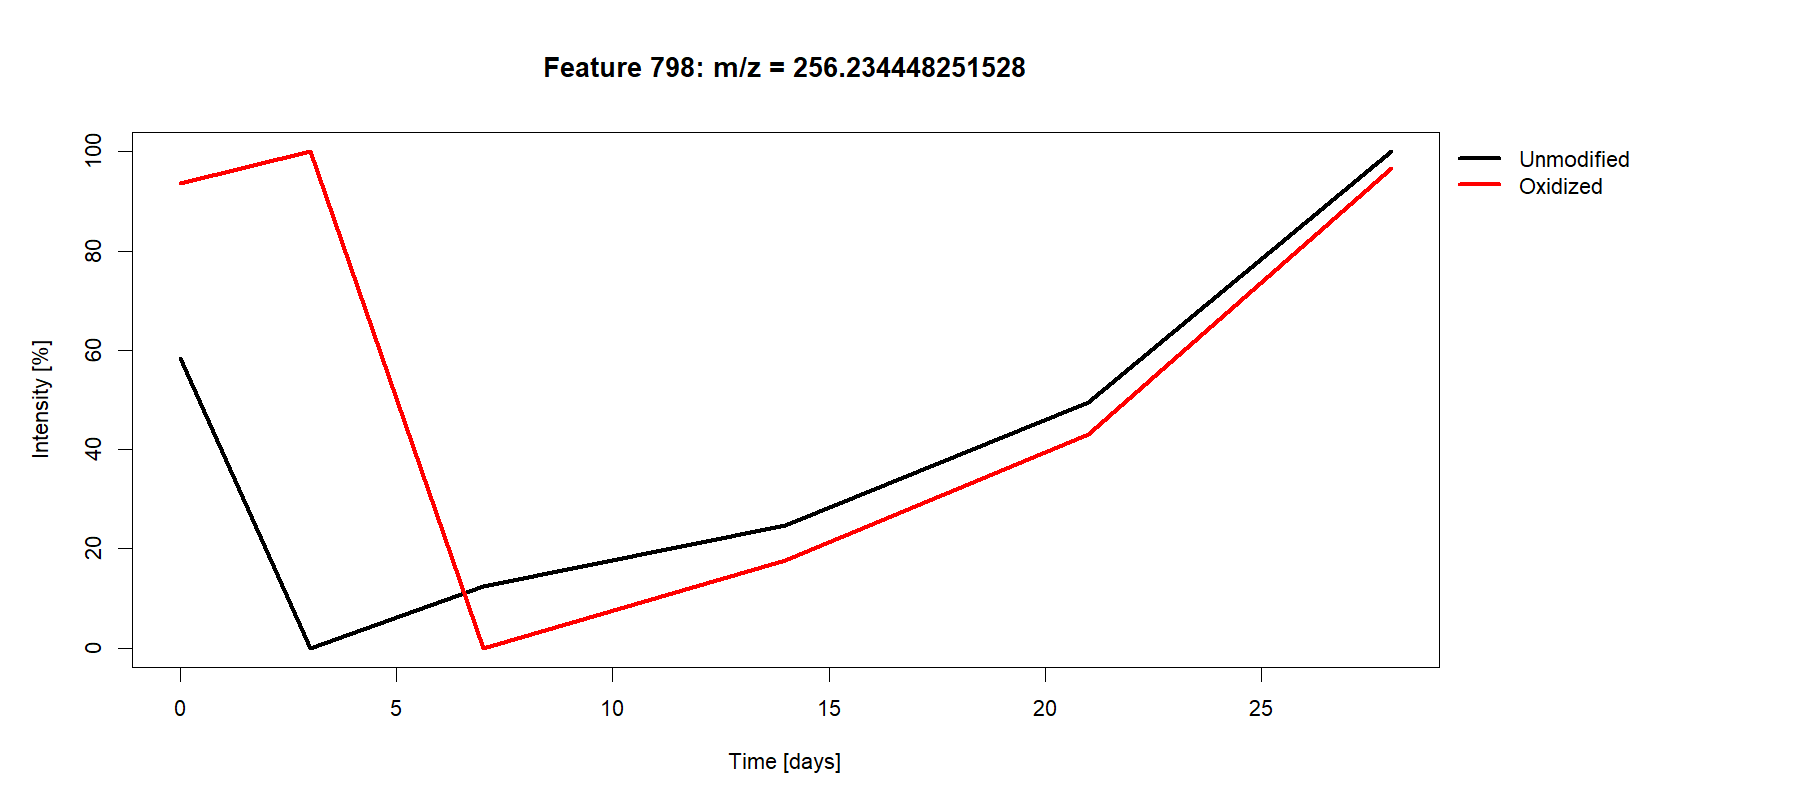 Feature 798: m/z = 256.234448251528
Unmodified
Oxidized
100
80
60
40
20
0
Intensity [%]
0 5 10 15 20 25
Time [days]